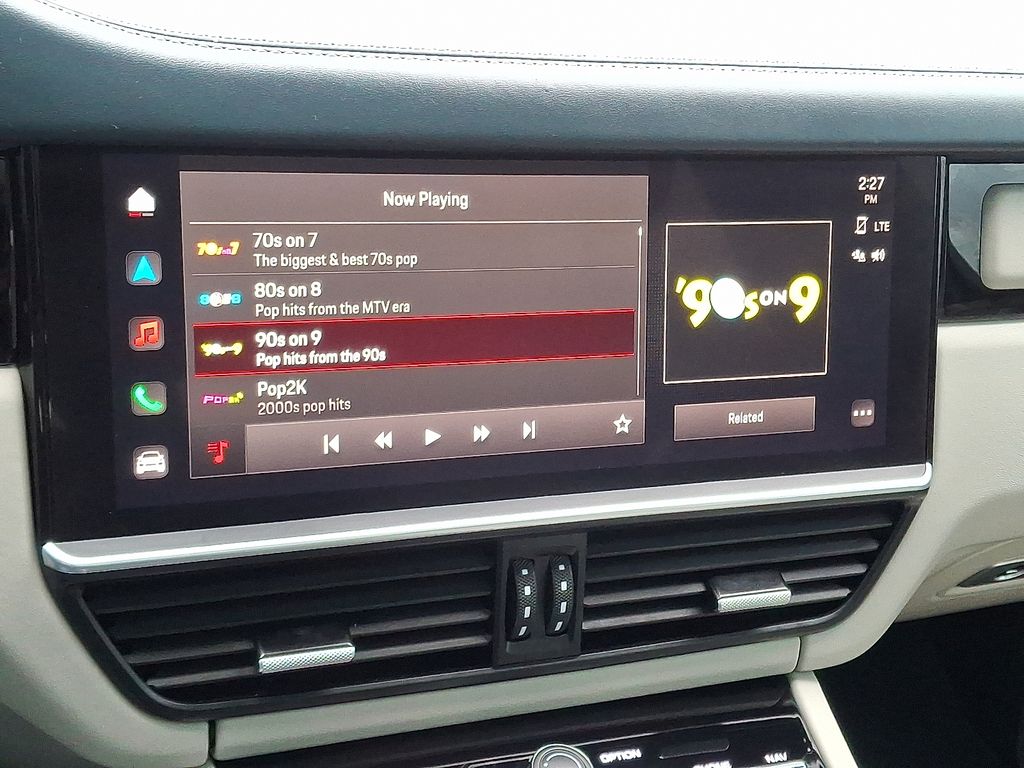 Now Playing
2:27
PM
LTE
70s on 7
The biggest & best 70s pop
80s on 8
Pop hits from the MTV era
90s on 9
Pop hits from the 90s
Pop2K
2000s pop hits
'90s ON 9
Related
OPTION
NAV